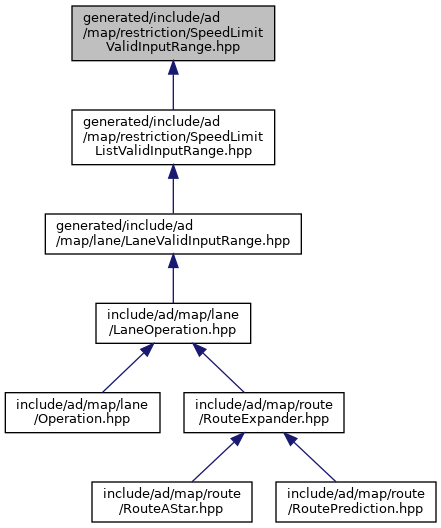 generated/include/ad
/map/restriction/SpeedLimit
ValidInputRange.hpp
generated/include/ad
/map/restriction/SpeedLimit
ListValidInputRange.hpp
generated/include/ad
/map/lane/LaneValidInputRange.hpp
include/ad/map/lane
/LaneOperation.hpp
include/ad/map/lane
/Operation.hpp
include/ad/map/route
/RouteExpander.hpp
include/ad/map/route
/RouteAStar.hpp
include/ad/map/route
/RoutePrediction.hpp